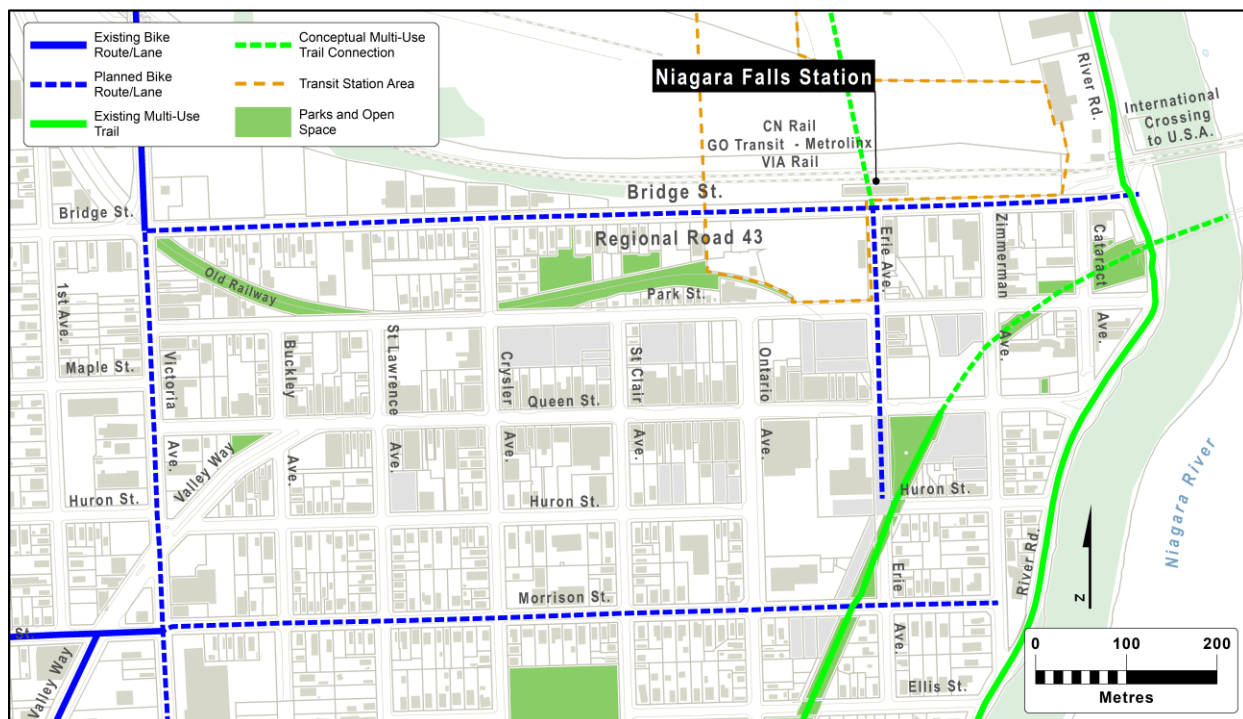 Existing Bike
Route/Lane
Planned Bike
Route/Lane
Existing Multi-Use
Trail
Conceptual Multi-Use
Trail Connection
Transit Station Area
Parks and Open
Space
Niagara Falls Station
CN Rail
GO Transit - Metrolinx
VIA Rail
River Rd.
International
Crossing
to U.S.A.
Bridge St.
Bridge St.
Regional Road 43
Old Railway
Park St.
Erie Ave.
Zimmerman
Ave.
Cataract
Ave.
1st Ave.
Maple St.
Victoria
Ave.
Buckley
Ave.
St Lawrence
Ave.
Crysler
Ave.
St Clair
Ave.
Ontario
Ave.
Queen St.
Valley Way
Huron St.
Huron St.
Huron St.
Niagara River
River Rd.
Erie
Ave.
Morrison St.
St.
Valley Way
Ellis St.
N
0 100 200
Metres